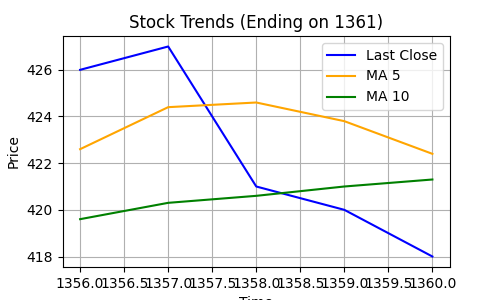 Stock Trends (Ending on 1361)
Last Close
MA 5
MA 10
Price
426
424
422
420
418
1356.0 1356.5 1357.0 1357.5 1358.0 1358.5 1359.0 1359.5 1360.0
Time